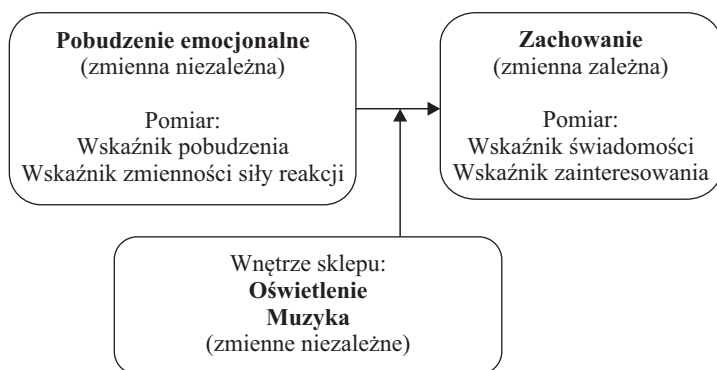 Pobudzenie emocjonalne
(zmienna niezależna)
Pomiar:
Wskaźnik pobudzenia
Wskaźnik zmienności siły reakcji
Zachowanie
(zmienna zależna)
Pomiar:
Wskaźnik świadomości
Wskaźnik zainteresowania
Wnętrze sklepu:
Oświetlenie
Muzyka
(zmienne niezależne)